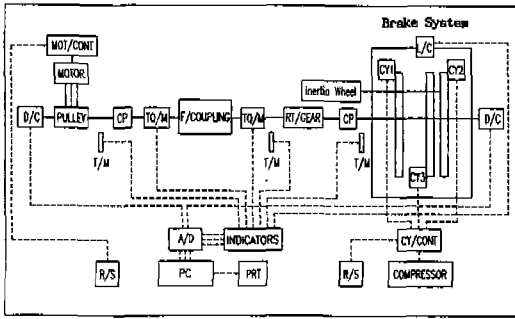 Brake System
MOT/CONT
L/C
MOTOR
CY1
CY2
Inertia Wheel
D/C
PULLEY
CP
TQ/M
F/COUPLING
TQ/M
RT/GEAR
CP
D/C
T/M
T/M
T/M
CY3
A/D
INDICATORS
CY/CONT
R/S
PC
PRT
R/S
COMPRESSOR